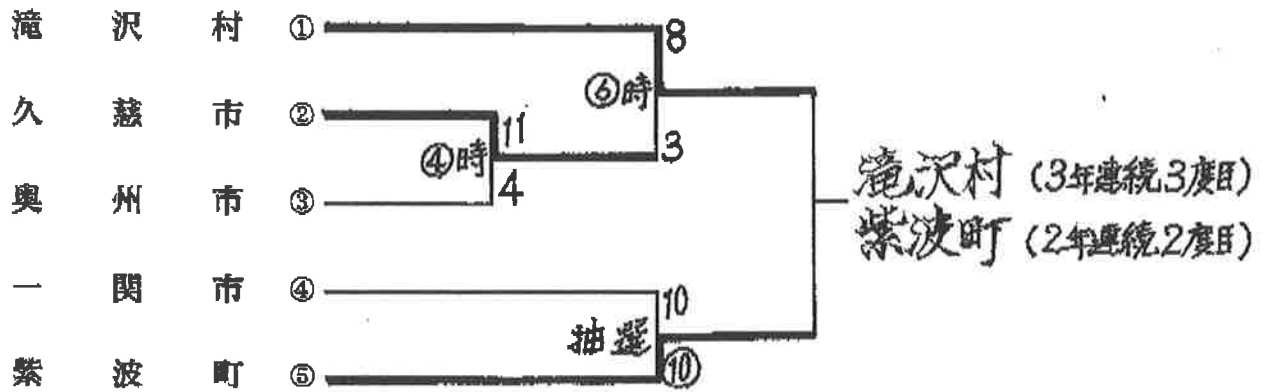 滝沢村 ① 8
⑥時
久慈市 ② 11
④時 3
奥州市 ③ 4
滝沢村 (3年連続3度目)
紫波町 (2年連続2度目)
一関市 ④ 10
抽選
紫波町 ⑤ ⑩